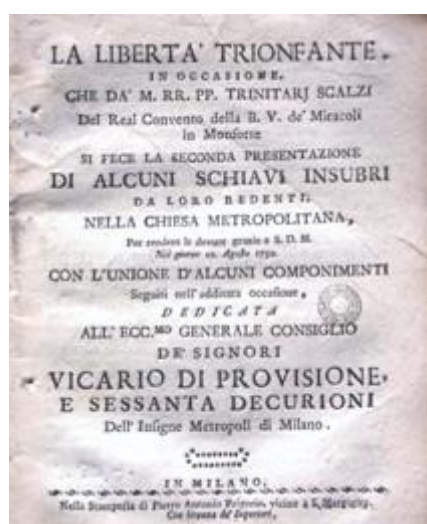 LA LIBERTA' TRIONFANTE,
IN OCCASIONE,
CHE DA' M. RR. PP. TRINITARJ SCALZI
Del Real Convento della B. V. de' Miracoli
in Monforte
SI FECE LA SECONDA PRESENTAZIONE
DI ALCUNI SCHIAVI INSUBRI
DA LORO REDENTI,
NELLA CHIESA METROPOLITANA,
Per rendere le dovute grazie a S. D. M.
Nel giorno Agosto
CON L'UNIONE D'ALCUNI COMPONIMENTI
Seguiti nell'additata occasione,
DEDICATA
ALL' ECC.MO GENERALE CONSIGLIO
DE' SIGNORI
VICARIO DI PROVISIONE,
E SESSANTA DECURIONI
Dell' Insigne Metropoli di Milano.
IN MILANO,
Nella Stamperia di Pietro Antonio vicino a S.
Con licenza de' Superiori,